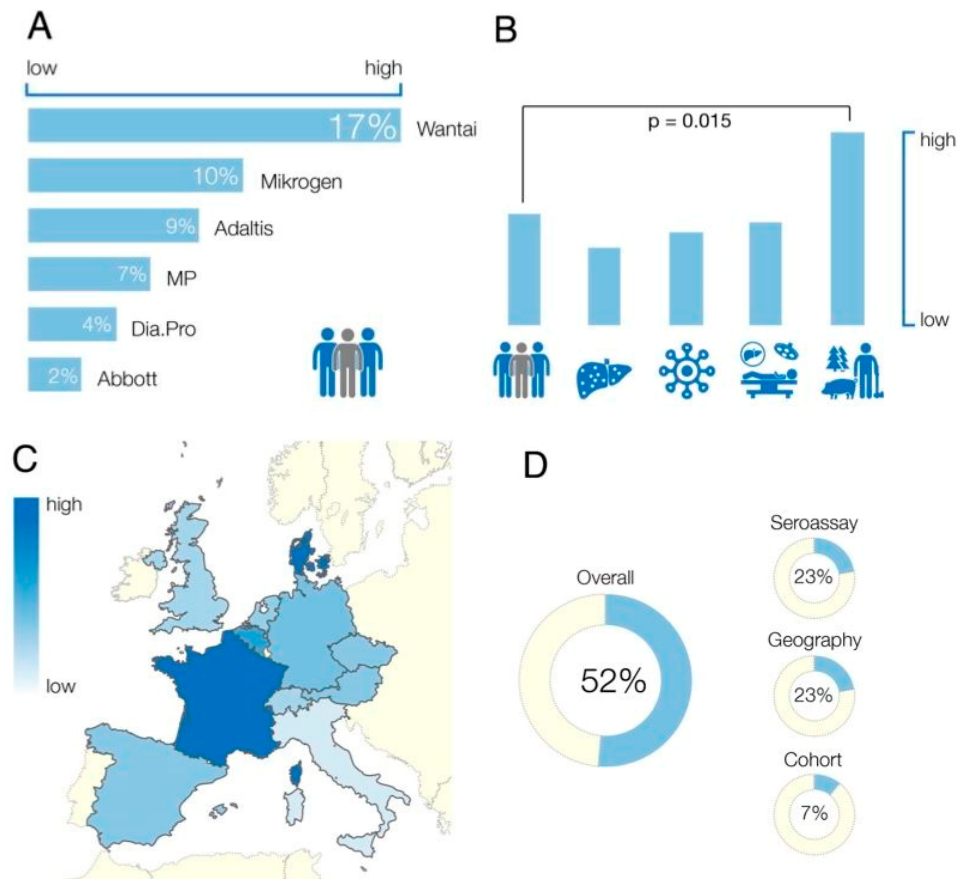 A
low high
17% Wantai
10% Mikrogen
9% Adaltis
7% MP
4% Dia.Pro
2% Abbott
B
p = 0.015
high
low
C
high
low
D
Overall
52%
Seroassay
23%
Geography
23%
Cohort
7%